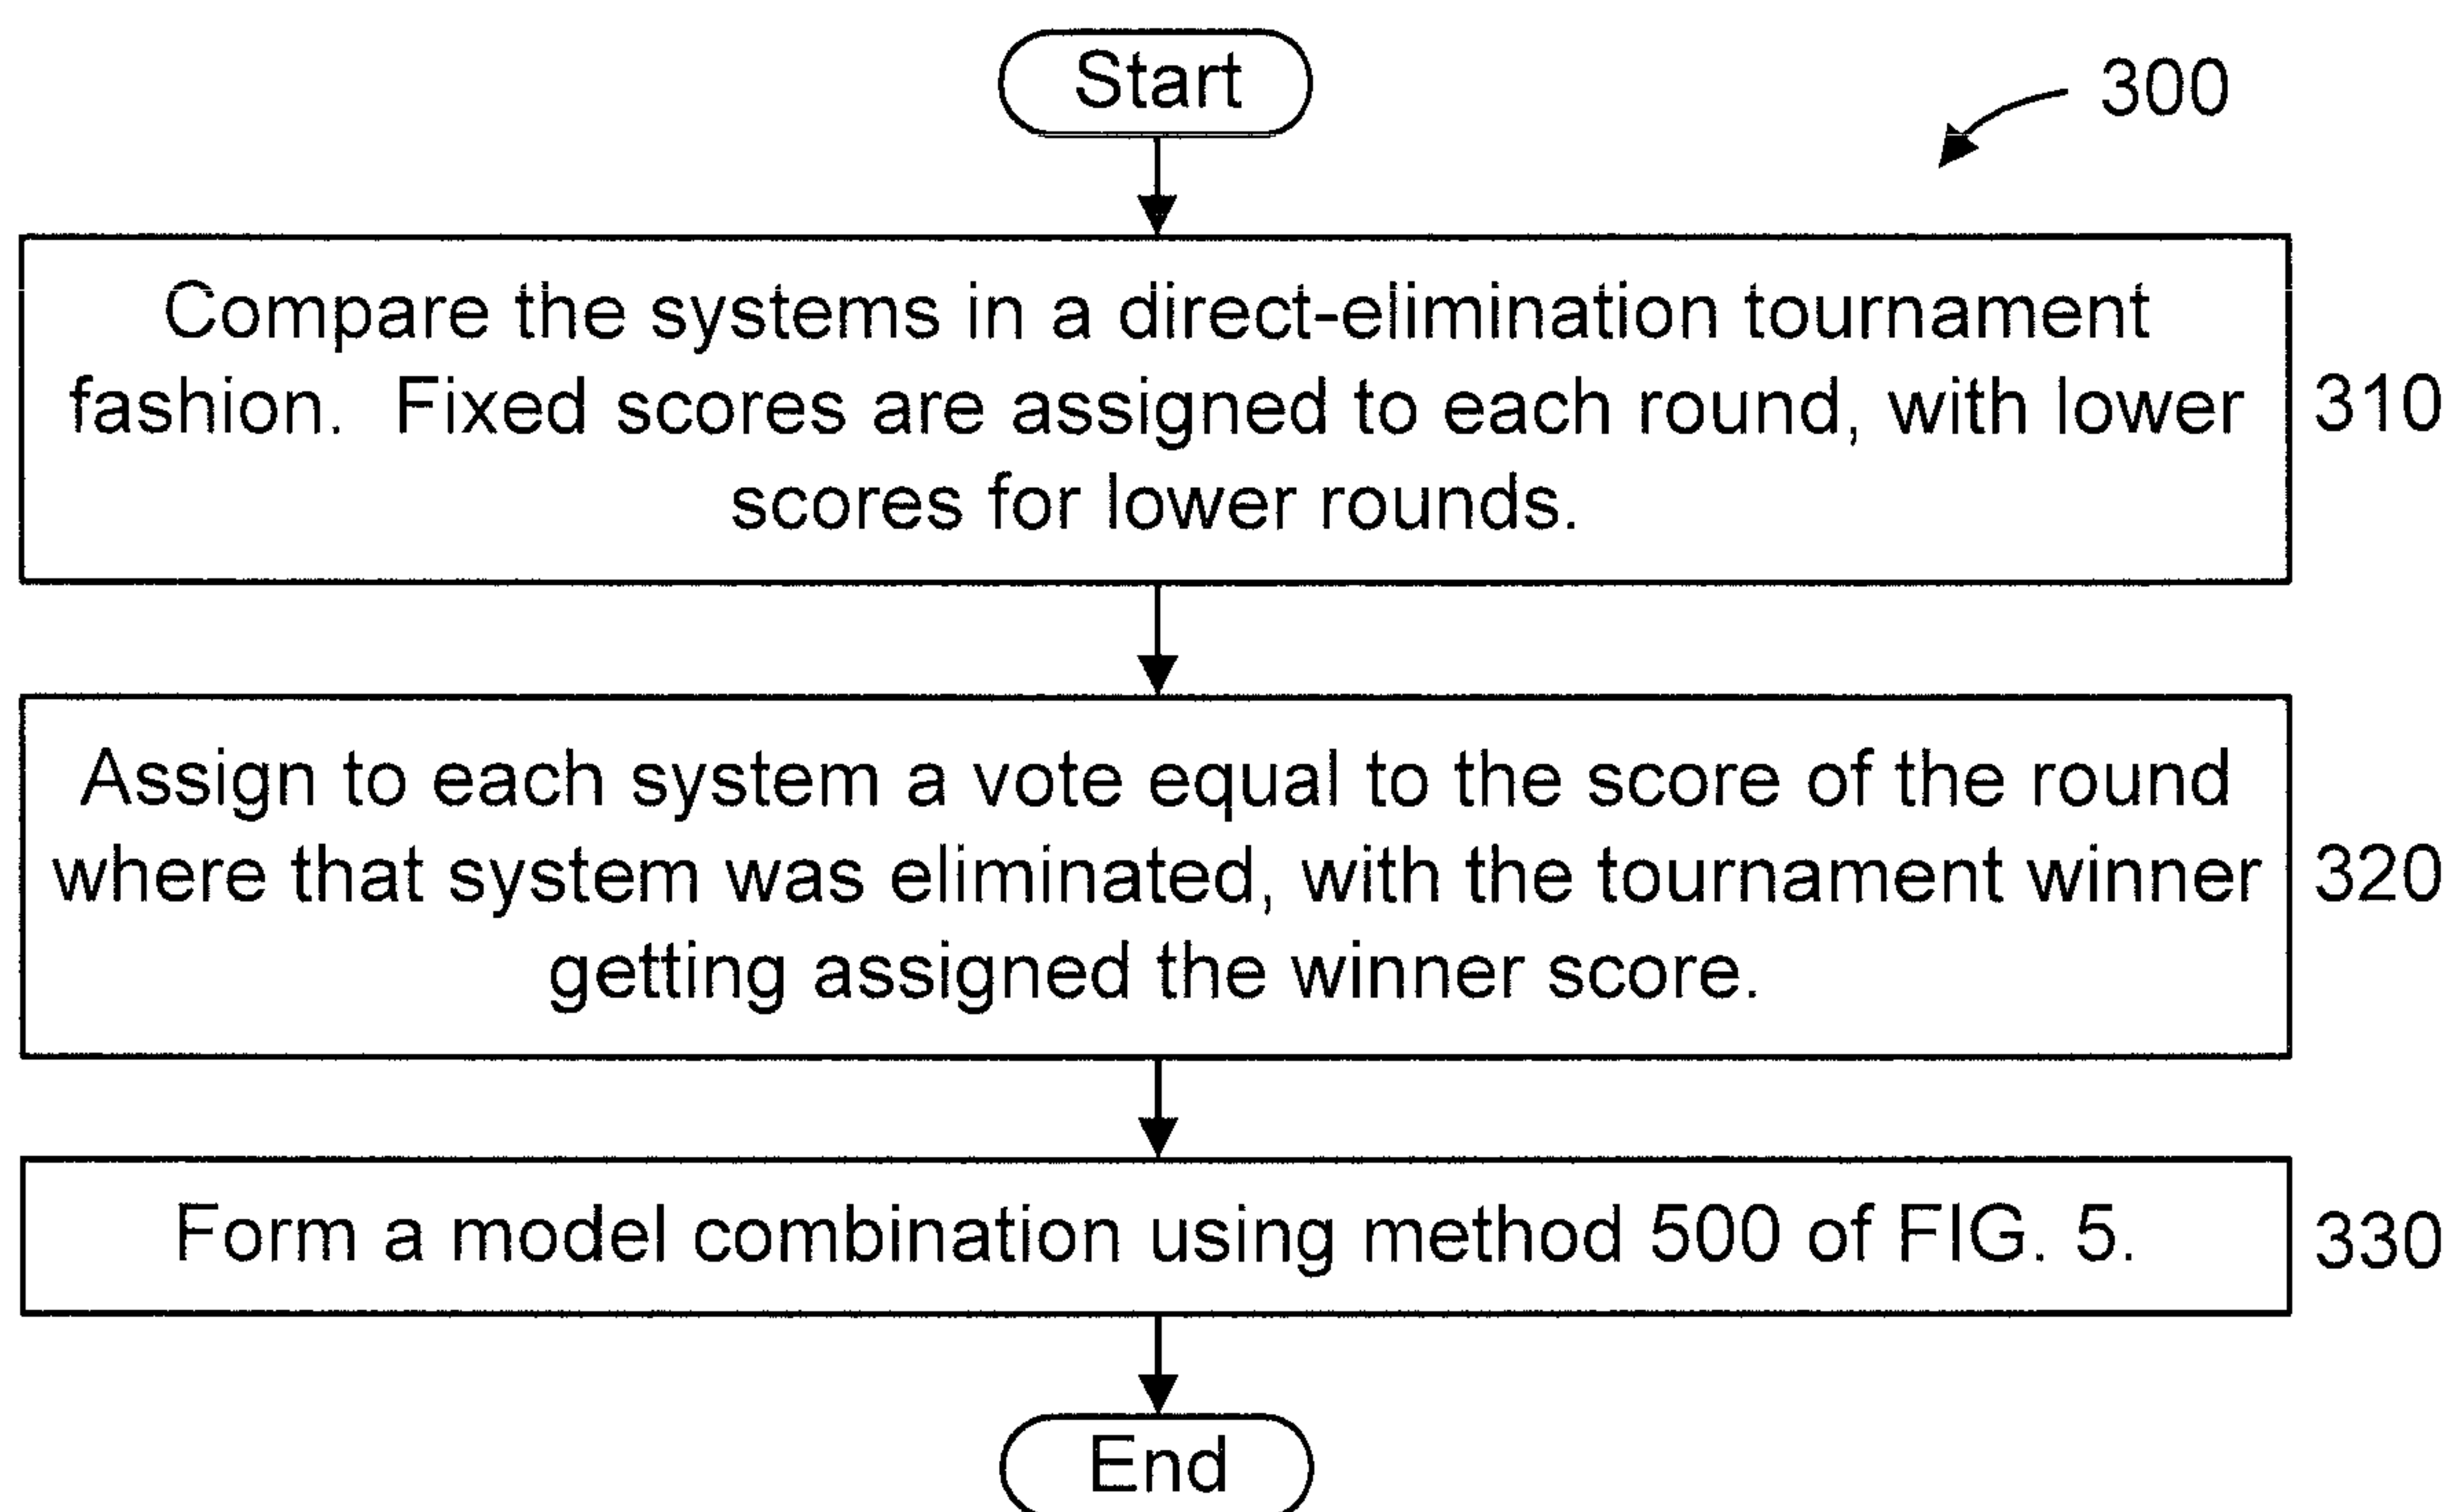 Start
300
Compare the systems in a direct-elimination tournament
fashion. Fixed scores are assigned to each round, with lower
scores for lower rounds.
310
Assign to each system a vote equal to the score of the round
where that system was eliminated, with the tournament winner
getting assigned the winner score.
320
Form a model combination using method 500 of FIG. 5.
330
End